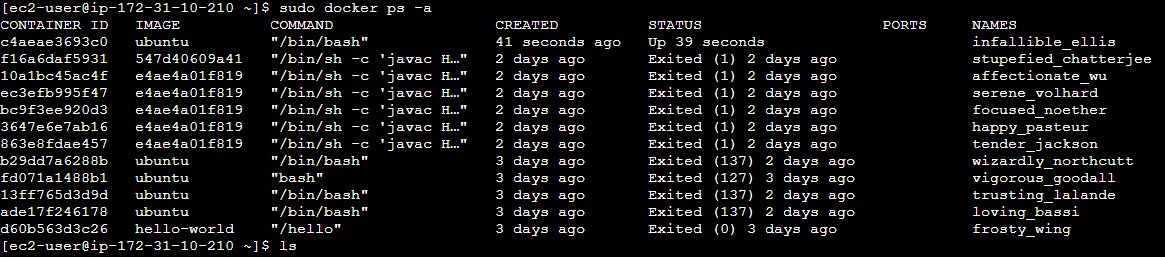 [ec2-user@ip-172-31-10-210 ~]$ sudo docker ps -a
CONTAINER ID IMAGE COMMAND CREATED STATUS PORTS NAMES
c4aeae3693c0 ubuntu "/bin/bash" 41 seconds ago Up 39 seconds infallible_ellis
f16a6daf5931 547d40609a41 "/bin/sh -c 'javac H…" 2 days ago Exited (1) 2 days ago stupefied_chatterjee
10a1bc45ac4f e4ae4a01f819 "/bin/sh -c 'javac H…" 2 days ago Exited (1) 2 days ago affectionate_wu
ec3efb995f47 e4ae4a01f819 "/bin/sh -c 'javac H…" 2 days ago Exited (1) 2 days ago serene_volhard
bc9f3ee920d3 e4ae4a01f819 "/bin/sh -c 'javac H…" 2 days ago Exited (1) 2 days ago focused_noether
3647e6e7ab16 e4ae4a01f819 "/bin/sh -c 'javac H…" 2 days ago Exited (1) 2 days ago happy_pasteur
863e8fdae457 e4ae4a01f819 "/bin/sh -c 'javac H…" 2 days ago Exited (1) 2 days ago tender_jackson
b29dd7a6288b ubuntu "/bin/bash" 3 days ago Exited (137) 2 days ago wizardly_northcutt
fd071a1488b1 ubuntu "bash" 3 days ago Exited (127) 3 days ago vigorous_goodall
13ff765d3d9d ubuntu "/bin/bash" 3 days ago Exited (137) 2 days ago trusting_lalande
ade17f246178 ubuntu "/bin/bash" 3 days ago Exited (137) 2 days ago loving_bassi
d60b563d3c26 hello-world "/hello" 3 days ago Exited (0) 3 days ago frosty_wing
[ec2-user@ip-172-31-10-210 ~]$ ls